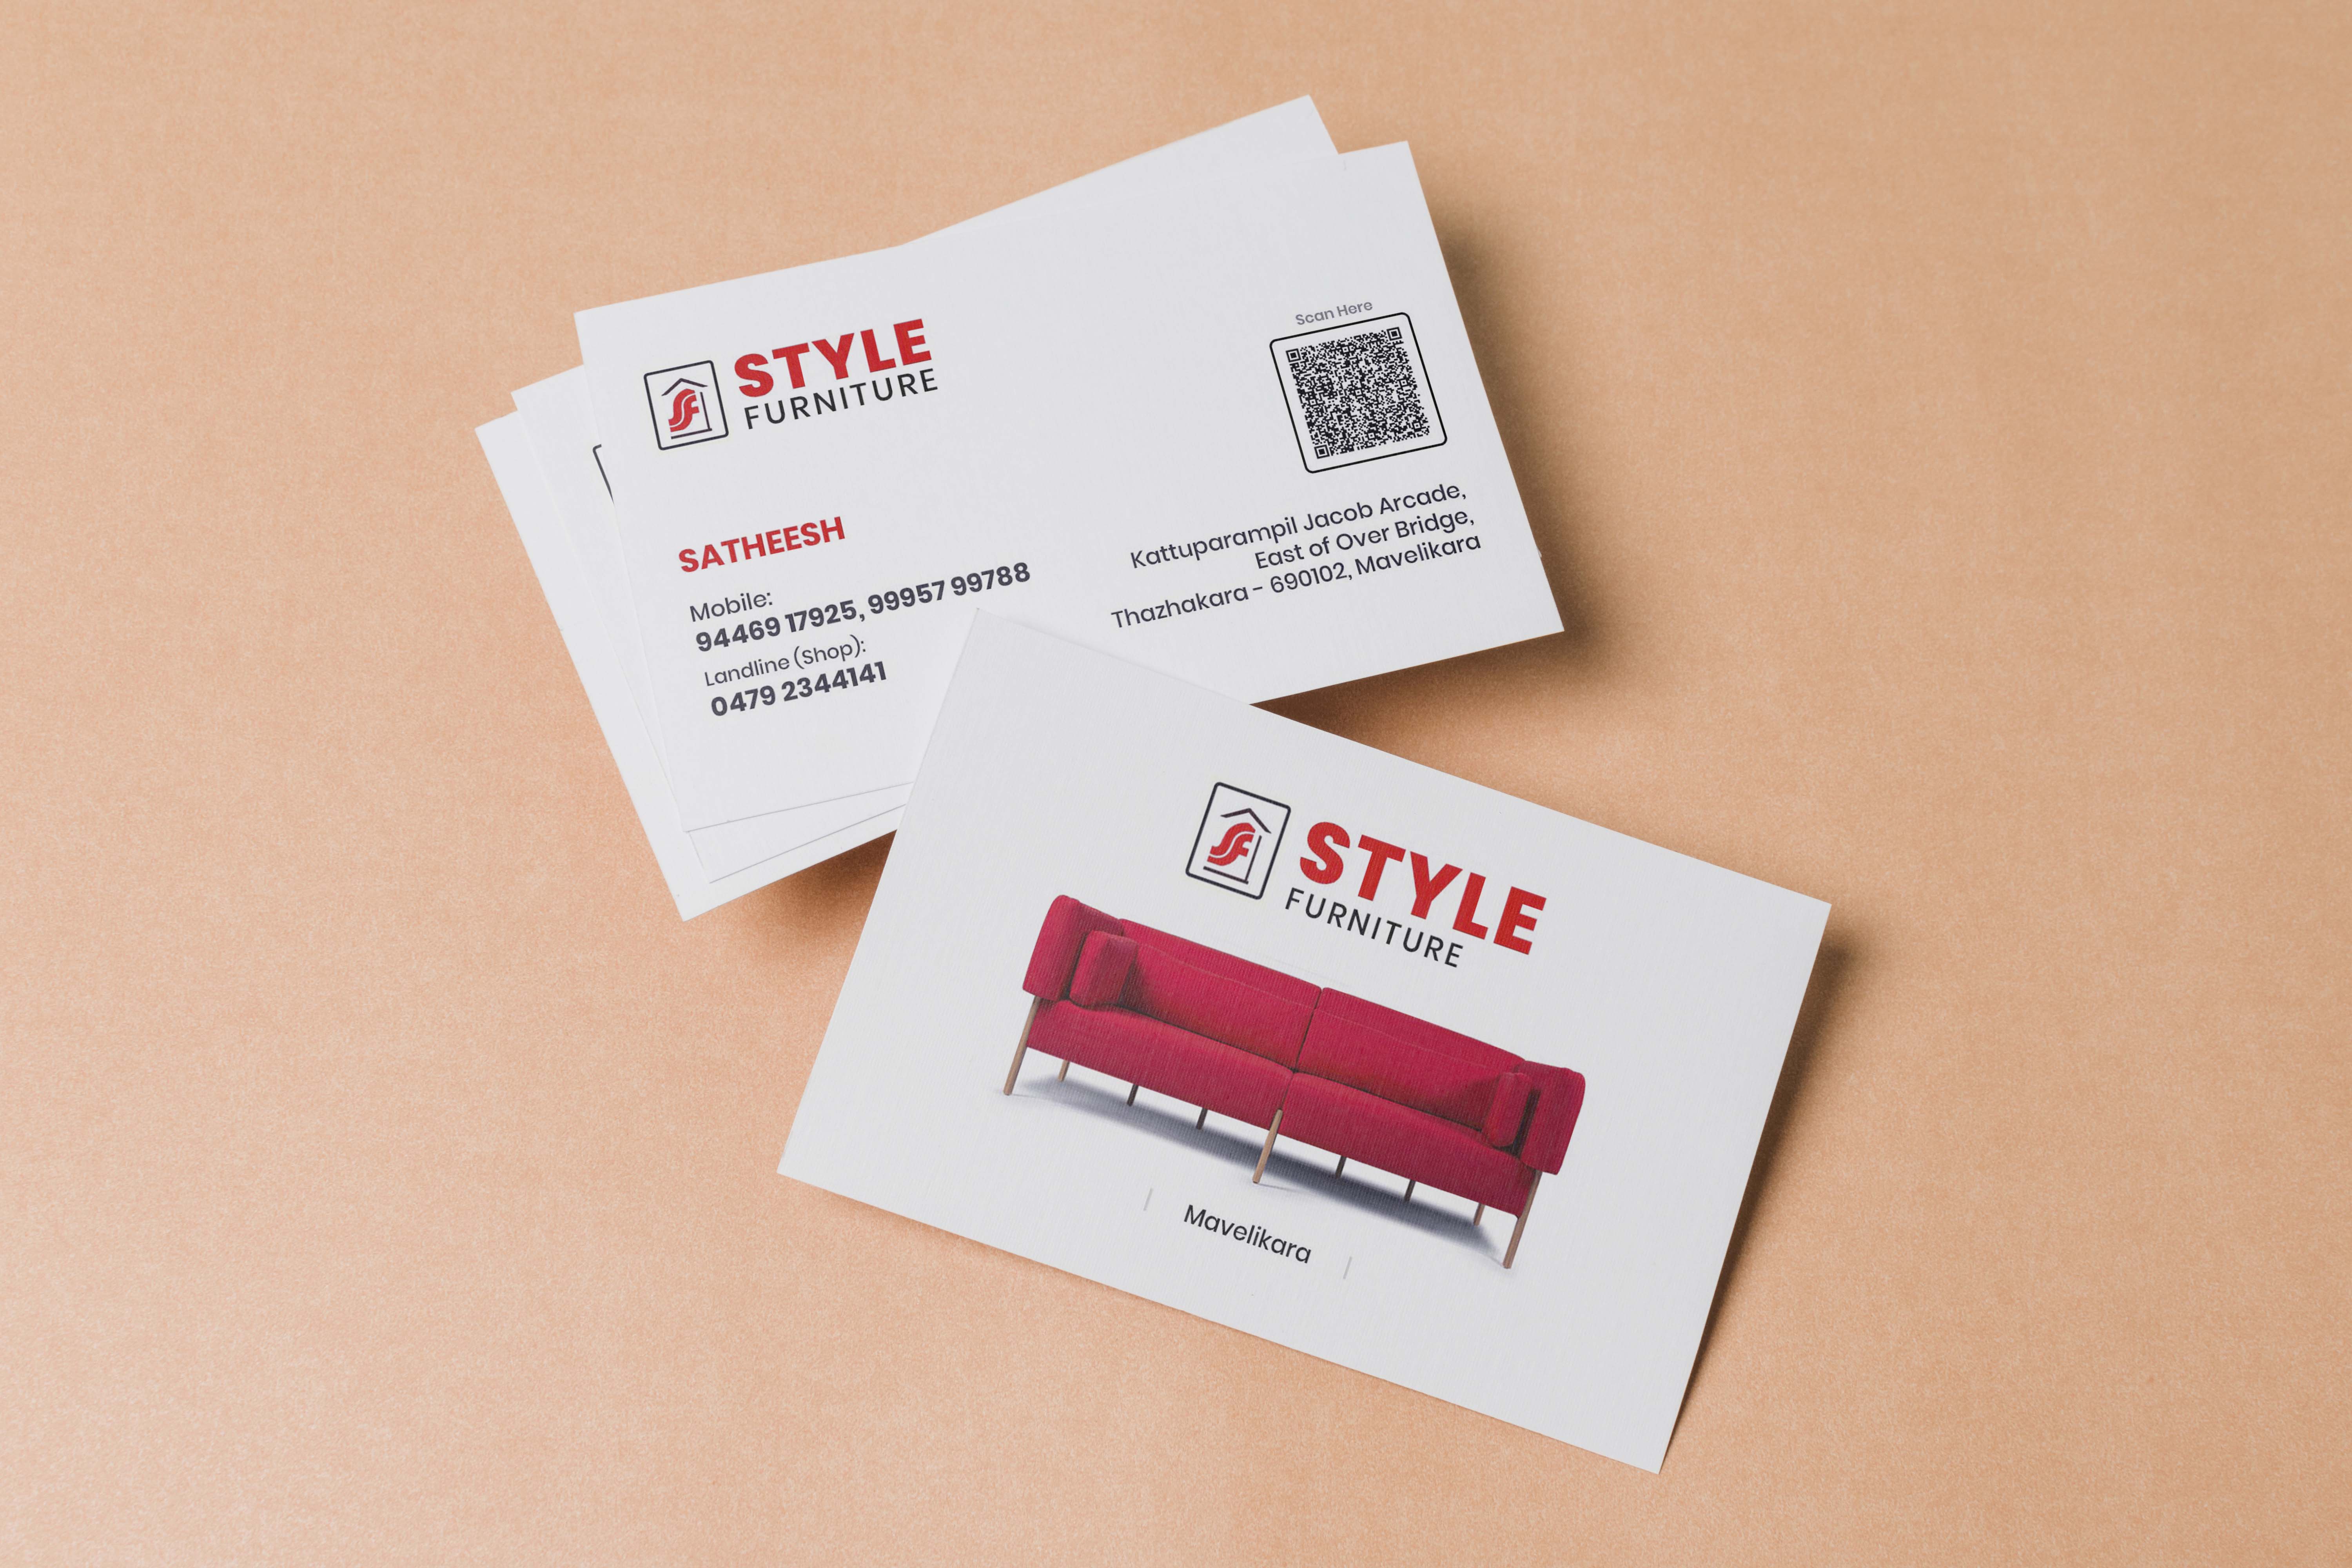 STYLE
FURNITURE
SATHEESH
Mobile:
94469 17925, 99957 99788
Landline (Shop):
0479 2344141
Scan Here
Kattuparampil Jacob Arcade,
East of Over Bridge,
Thazhakara - 690102, Mavelikara
STYLE
FURNITURE
Mavelikara